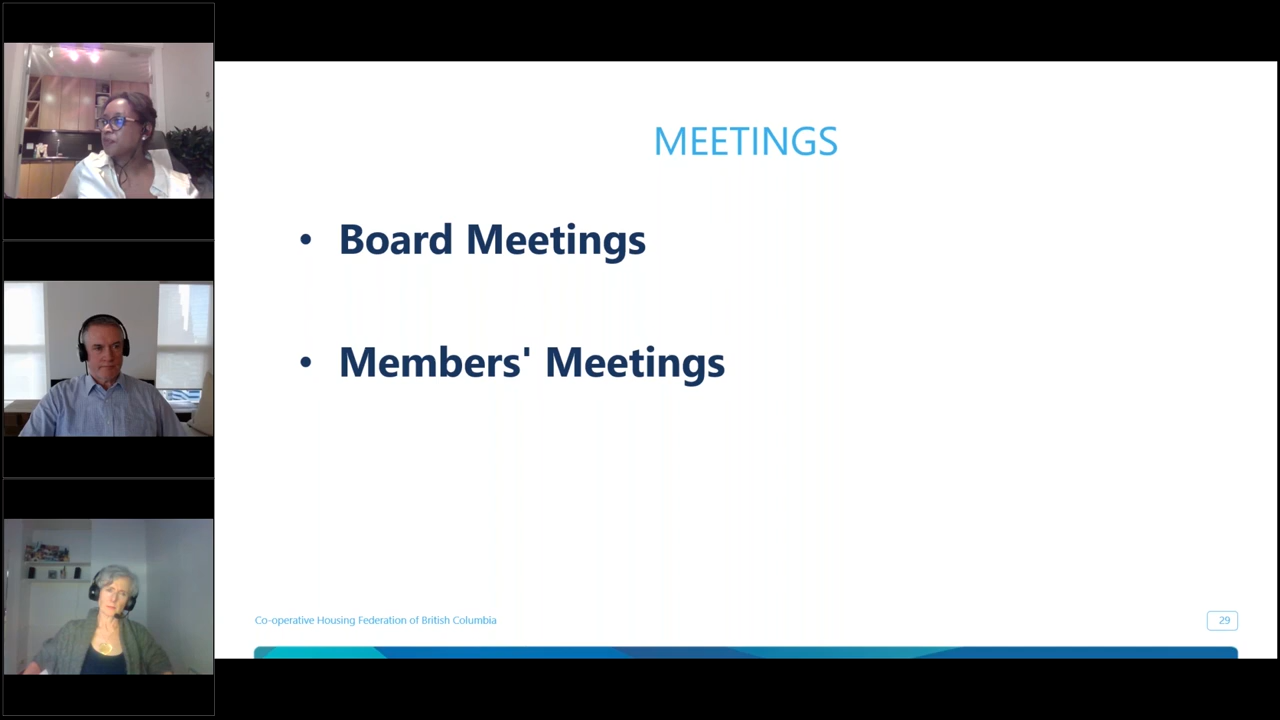 MEETINGS
• Board Meetings
• Members' Meetings
Co-operative Housing Federation of British Columbia
29